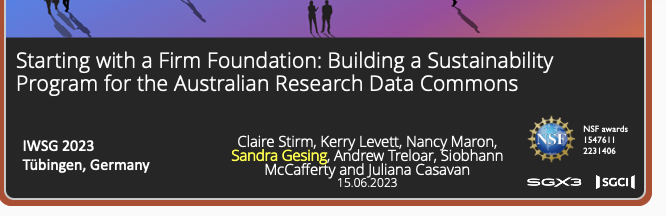 Starting with a Firm Foundation: Building a Sustainability
Program for the Australian Research Data Commons
IWSG 2023
Tübingen, Germany
Claire Stirm, Kerry Levett, Nancy Maron,
Sandra Gesing, Andrew Treloar, Siobhann
McCafferty and Juliana Casavan
15.06.2023
NSF
NSF awards
1547611
2231406
SGX3
SGCI